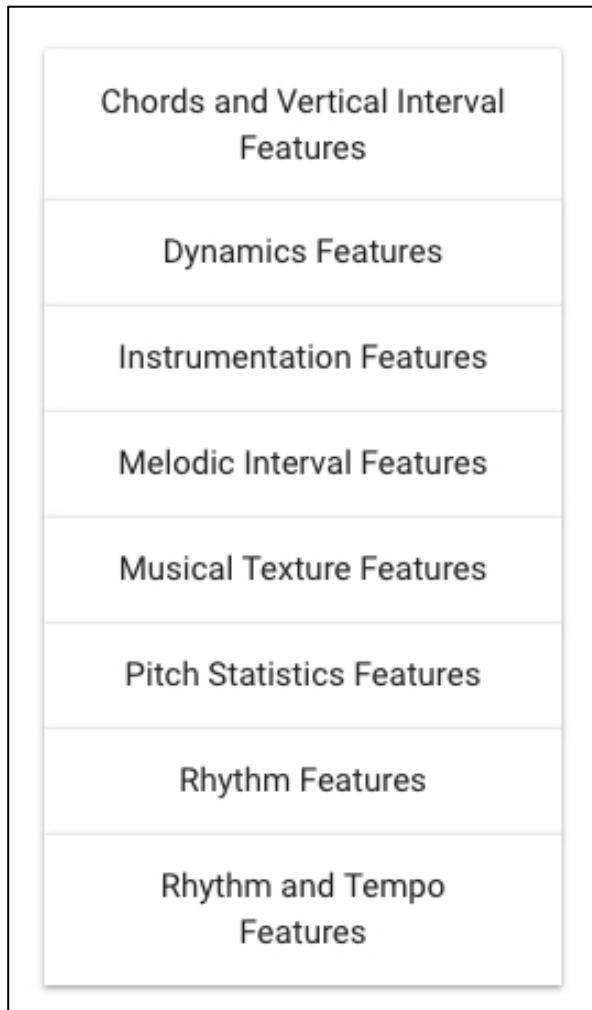 Chords and Vertical Interval
Features
Dynamics Features
Instrumentation Features
Melodic Interval Features
Musical Texture Features
Pitch Statistics Features
Rhythm Features
Rhythm and Tempo
Features